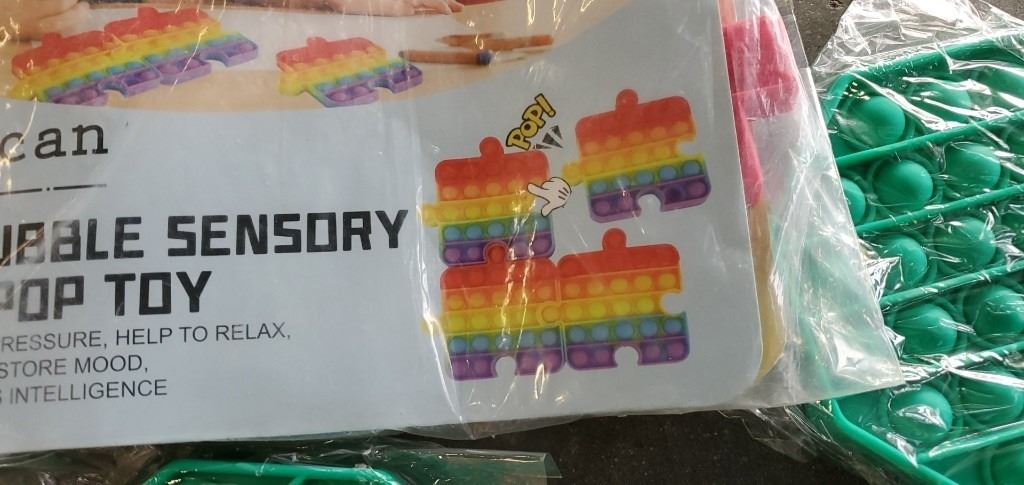 can
UBBLE SENSORY
POP TOY
RESSURE, HELP TO RELAX,
STORE MOOD,
S INTELLIGENCE
POP!